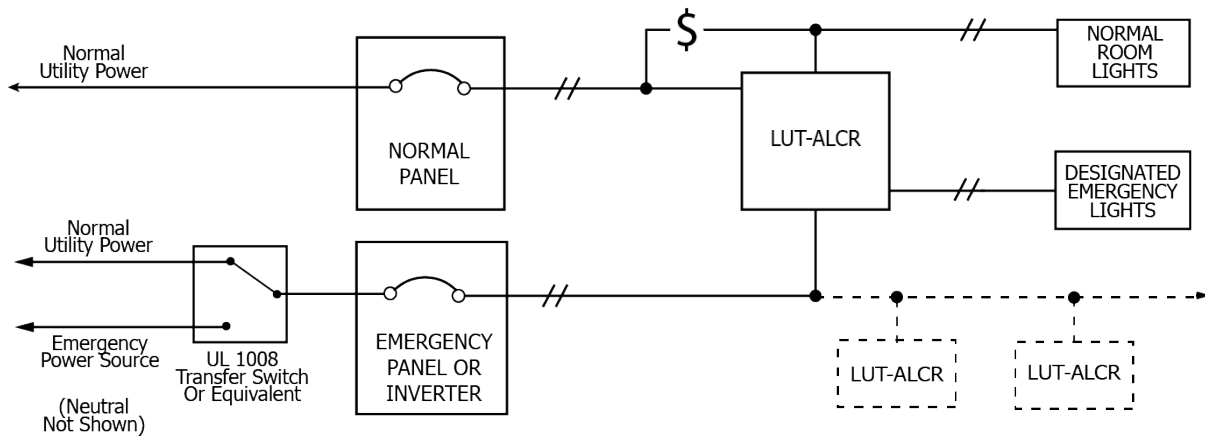 Normal
Utility Power
NORMAL
PANEL
$
LUT-ALCR
NORMAL
ROOM
LIGHTS
DESIGNATED
EMERGENCY
LIGHTS
Normal
Utility Power
Emergency
Power Source
(Neutral
Not Shown)
UL 1008
Transfer Switch
Or Equivalent
EMERGENCY
PANEL OR
INVERTER
LUT-ALCR
LUT-ALCR